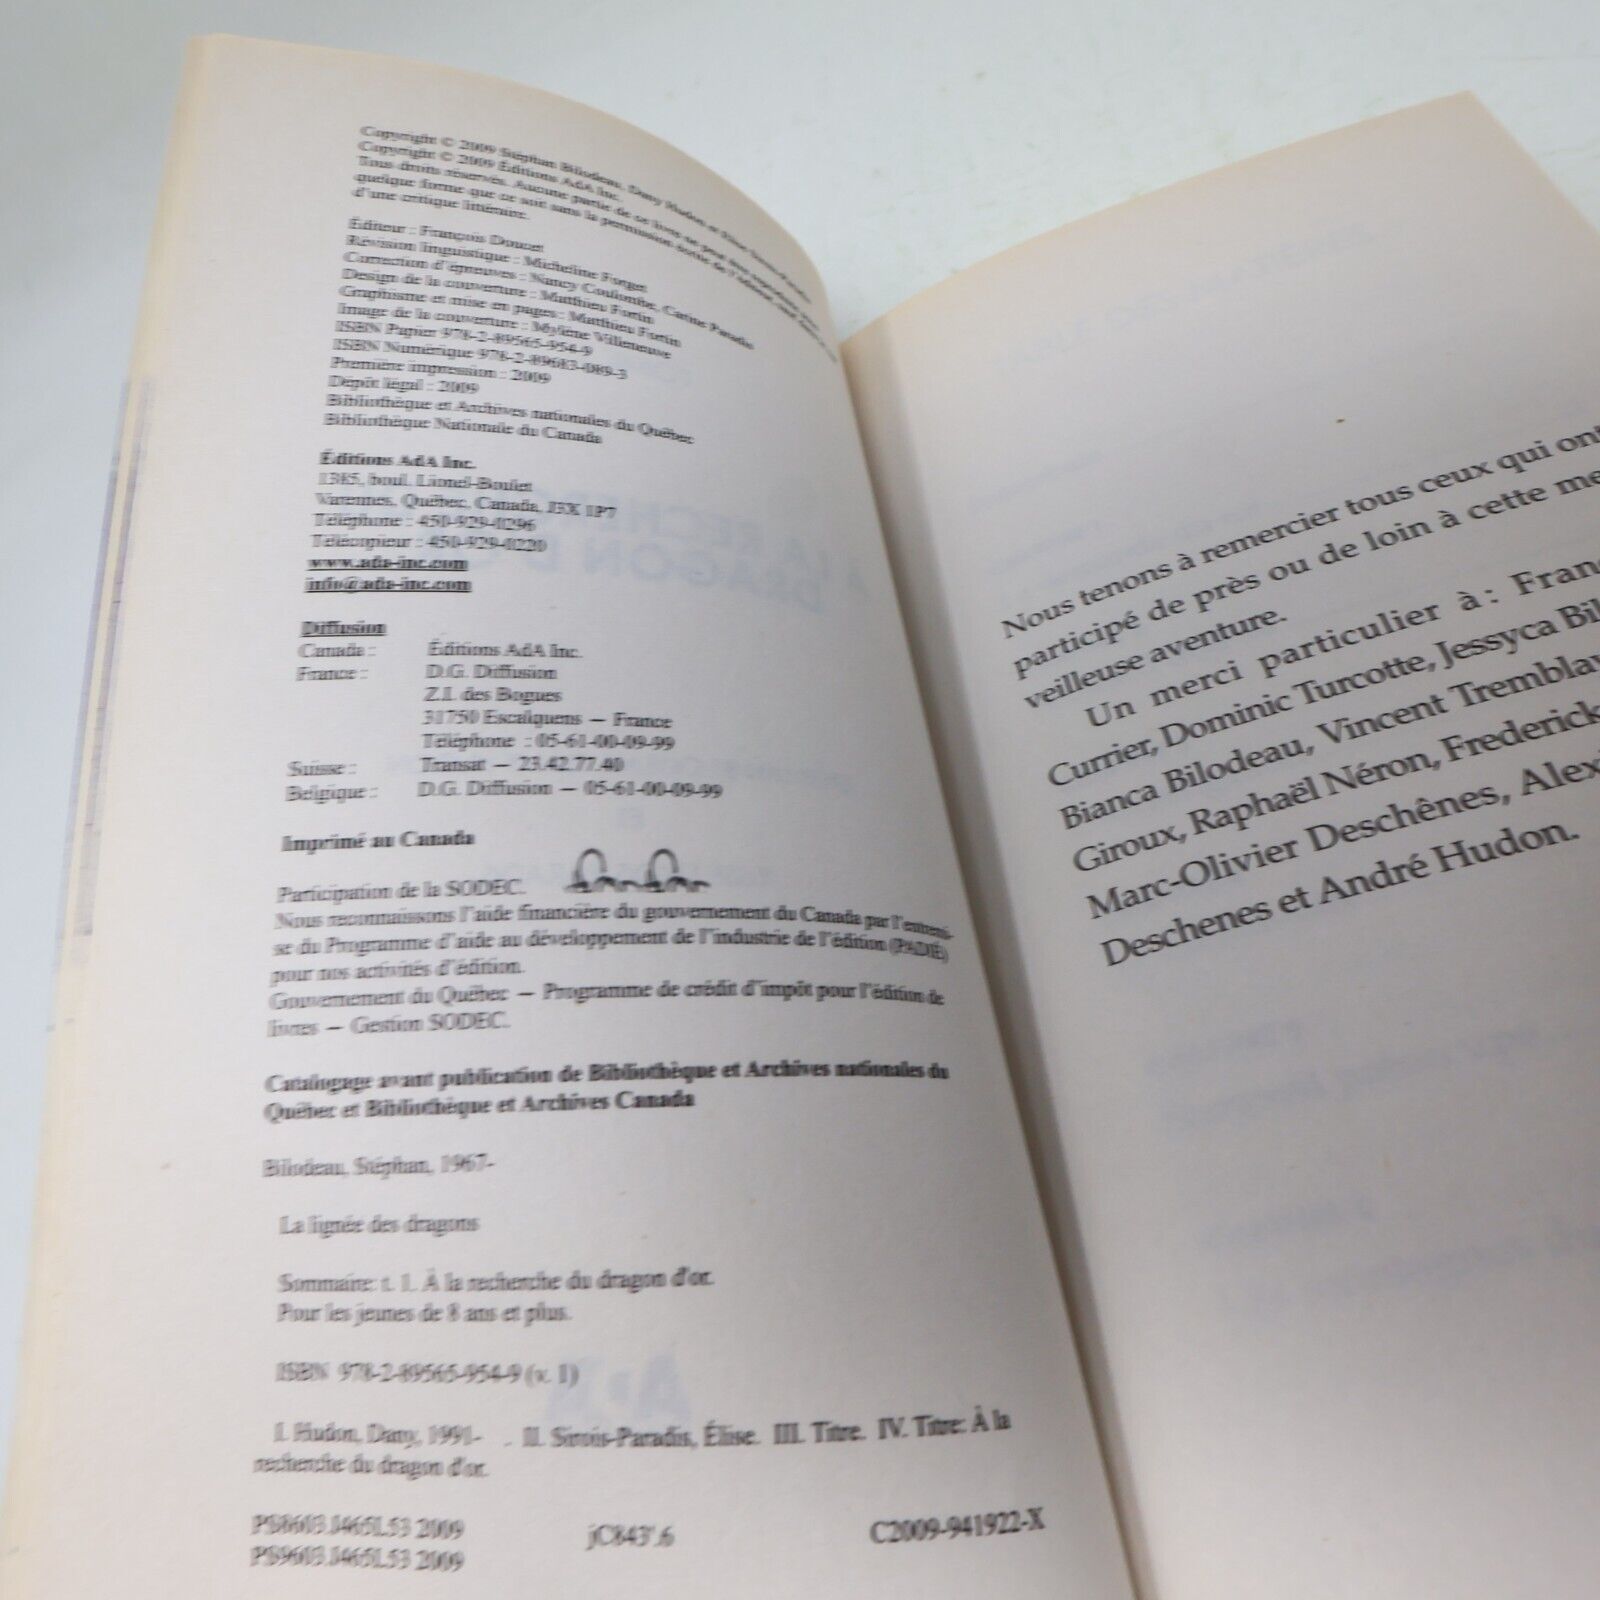 Copyright © 2009 Stéphan Bilodeau, Dany Hudon et Élise Sirois-Paradis
Copyright © 2009 Éditions AdA Inc.
Tous droits réservés. Aucune partie de ce livre ne peut être reproduite sous
quelque forme que ce soit sans la permission écrite de l'éditeur, sauf dans le cas
d'une critique littéraire.
Éditeur : François Doucet
Révision linguistique : Micheline Forget
Correction d'épreuves : Nancy Coulombe, Carine Paradis
Design de la couverture : Matthieu Fortin
Graphisme et mise en pages : Matthieu Fortin
Image de la couverture : Mylène Villeneuve
ISBN Papier 978-2-89565-954-9
ISBN Numérique 978-2-89683-089-3
Première impression : 2009
Dépôt légal : 2009
Bibliothèque et Archives nationales du Québec
Bibliothèque Nationale du Canada
Éditions AdA Inc.
1385, boul. Lionel-Boulet
Varennes, Québec, Canada, J3X 1P7
Téléphone : 450-929-0296
Télécopieur : 450-929-0220
www.ada-inc.com
info@ada-inc.com
Diffusion
Canada : Éditions AdA Inc.
France : D.G. Diffusion
Z.I. des Bogues
31750 Escalquens — France
Téléphone : 05-61-00-09-99
Suisse : Transat — 23.42.77.40
Belgique : D.G. Diffusion — 05-61-00-09-99
Imprimé au Canada
Participation de la SODEC.
Nous reconnaissons l'aide financière du gouvernement du Canada par l'entremi-
se du Programme d'aide au développement de l'industrie de l'édition (PADIÉ)
pour nos activités d'édition.
Gouvernement du Québec — Programme de crédit d'impôt pour l'édition de
livres — Gestion SODEC.
Catalogage avant publication de Bibliothèque et Archives nationales du
Québec et Bibliothèque et Archives Canada
Bilodeau, Stéphan, 1967-
La lignée des dragons
Sommaire: t. 1. À la recherche du dragon d'or.
Pour les jeunes de 8 ans et plus.
ISBN 978-2-89565-954-9 (v. 1)
I. Hudon, Dany, 1991- . II. Sirois-Paradis, Élise. III. Titre. IV. Titre: À la
recherche du dragon d'or.
PS8603.I465L53 2009 jC843'.6 C2009-941922-X
PS9603.I465L53 2009
Nous tenons à remercier tous ceux qui ont
participé de près ou de loin à cette mer
veilleuse aventure.
Un merci particulier à : Franç
Currier, Dominic Turcotte, Jessyca Bil
Bianca Bilodeau, Vincent Tremblay
Giroux, Raphaël Néron, Frederick
Marc-Olivier Deschênes, Alex
Deschenes et André Hudon.